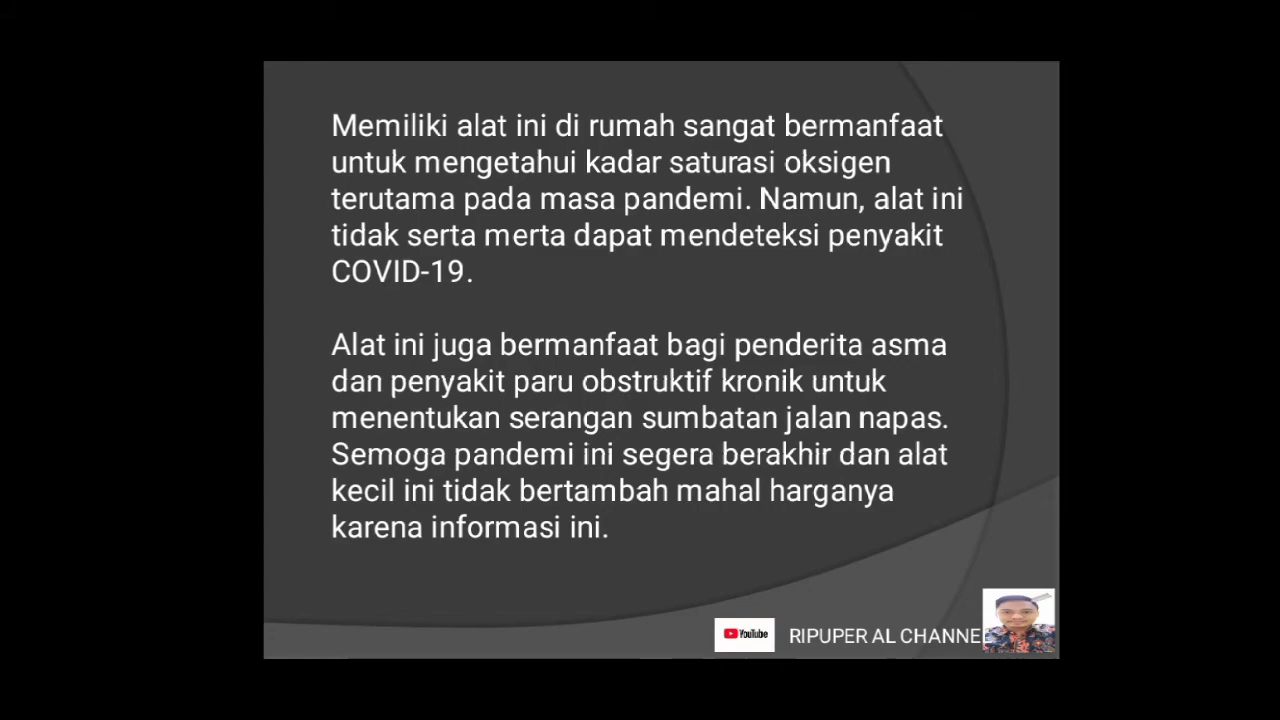 Memiliki alat ini di rumah sangat bermanfaat
untuk mengetahui kadar saturasi oksigen
terutama pada masa pandemi. Namun, alat ini
tidak serta merta dapat mendeteksi penyakit
COVID-19.
Alat ini juga bermanfaat bagi penderita asma
dan penyakit paru obstruktif kronik untuk
menentukan serangan sumbatan jalan napas.
Semoga pandemi ini segera berakhir dan alat
kecil ini tidak bertambah mahal harganya
karena informasi ini.
YouTube RIPUPER AL CHANNE